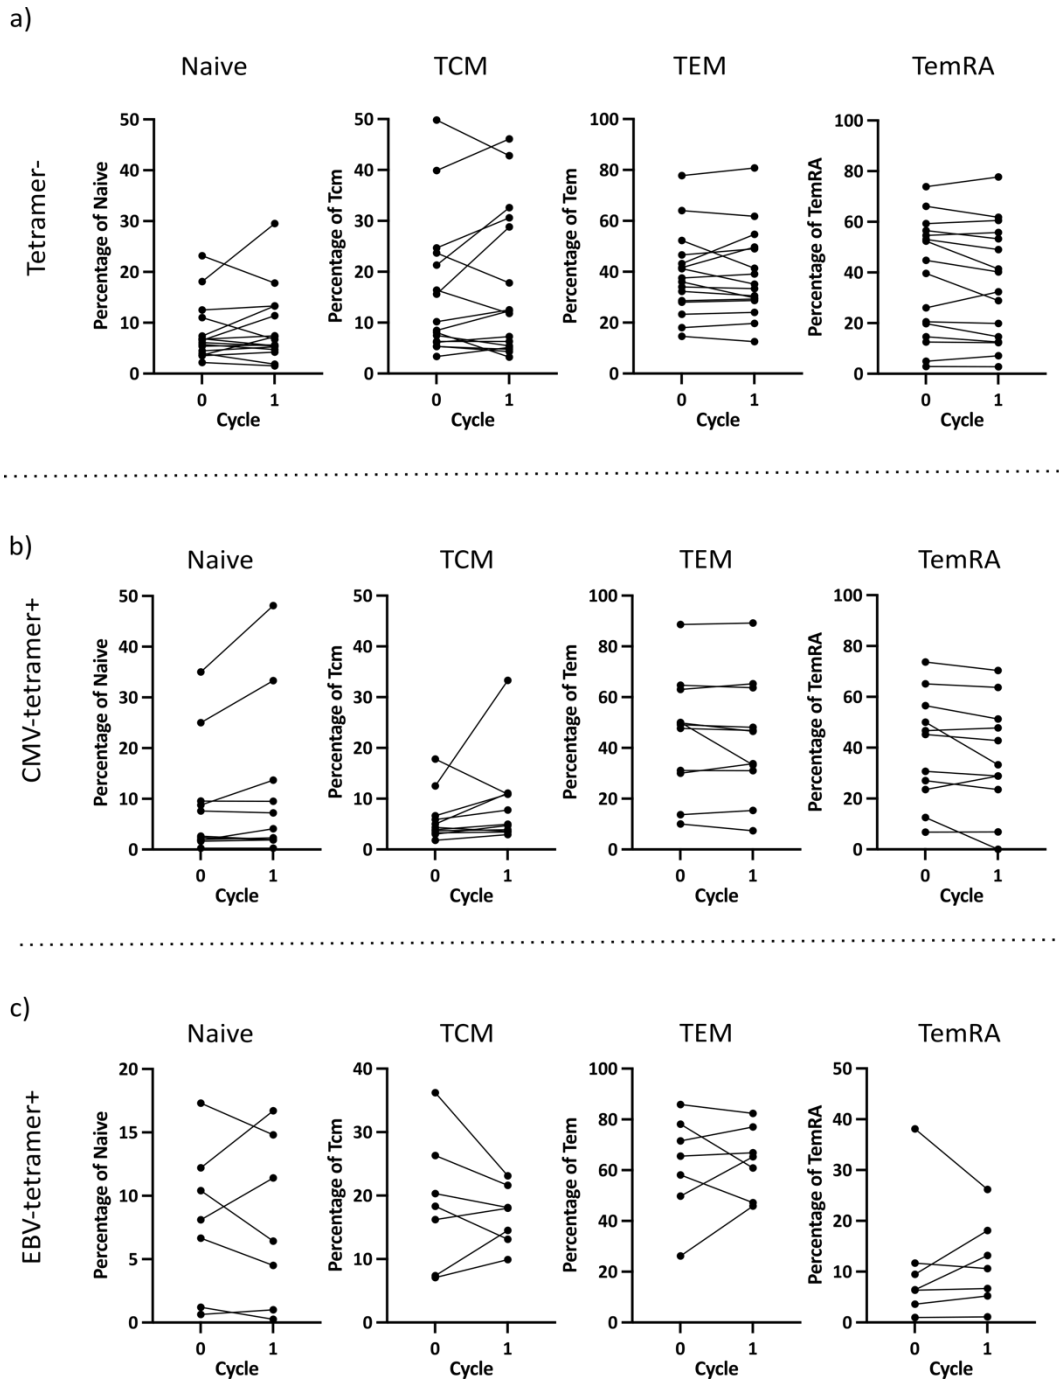 a)
Naive
TCM
TEM
TemRA
Tetramer-
Percentage of Naive
50
40
30
20
10
0
0 1
Cycle
Percentage of Tcm
50
40
30
20
10
0
0 1
Cycle
Percentage of Tem
100
80
60
40
20
0
0 1
Cycle
Percentage of TemRA
100
80
60
40
20
0
0 1
Cycle
b)
Naive
TCM
TEM
TemRA
CMV-tetramer+
Percentage of Naive
50
40
30
20
10
0
0 1
Cycle
Percentage of Tcm
50
40
30
20
10
0
0 1
Cycle
Percentage of Tem
100
80
60
40
20
0
0 1
Cycle
Percentage of TemRA
100
80
60
40
20
0
0 1
Cycle
c)
Naive
TCM
TEM
TemRA
EBV-tetramer+
Percentage of Naive
20
15
10
5
0
0 1
Cycle
Percentage of Tcm
40
30
20
10
0
0 1
Cycle
Percentage of Tem
100
80
60
40
20
0
0 1
Cycle
Percentage of TemRA
50
40
30
20
10
0
0 1
Cycle